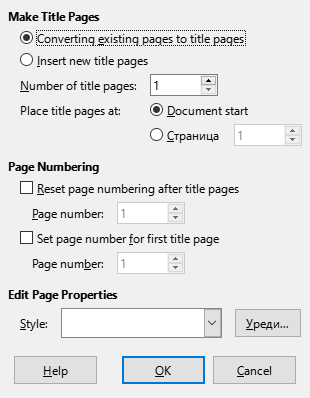 Make Title Pages
Converting existing pages to title pages
Insert new title pages
Number of title pages: 1
Place title pages at: Document start
Страница 1
Page Numbering
Reset page numbering after title pages
Page number: 1
Set page number for first title page
Page number: 1
Edit Page Properties
Style: Уреди...
Help OK Cancel